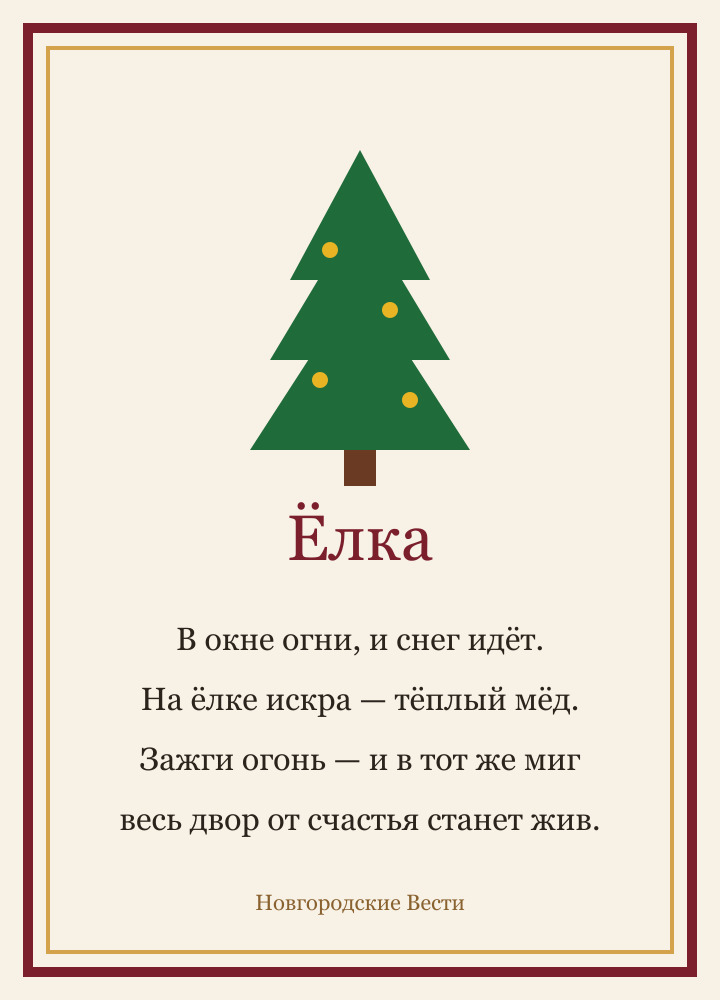 Ёлка
В окне огни, и снег идёт.
На ёлке искра — тёплый мёд.
Зажги огонь — и в тот же миг
весь двор от счастья станет жив.
Новгородские Вести